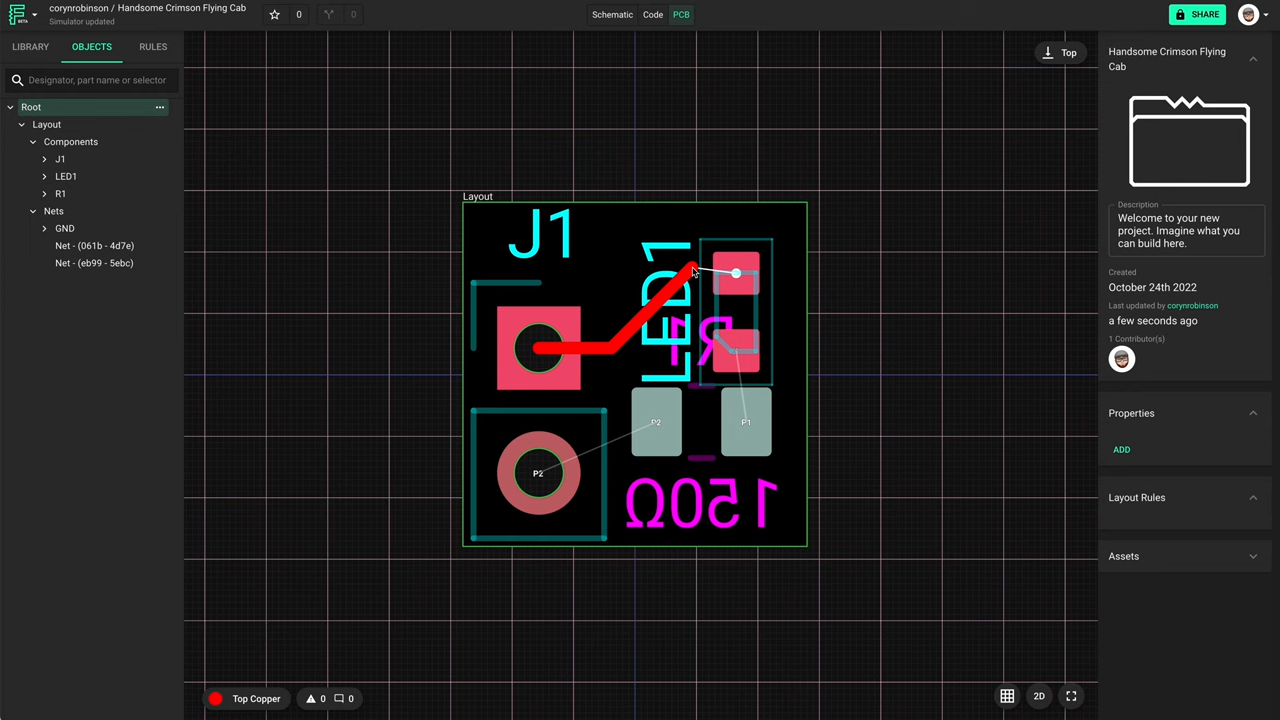 corynrobinson / Handsome Crimson Flying Cab
Simulator updated
BETA
0
0
Schematic
Code
PCB
SHARE
LIBRARY
OBJECTS
RULES
Designator, part name or selector
Root
Layout
Components
J1
LED1
R1
Nets
GND
Net - (061b - 4d7e)
Net - (eb99 - 5ebc)
Top
Layout
J1
LED1
R1
P2
P1
P2
150Ω
Top Copper
0
0
2D
Handsome Crimson Flying
Cab
Description
Welcome to your new
project. Imagine what you
can build here.
Created
October 24th 2022
Last updated by corynrobinson
a few seconds ago
1 Contributor(s)
Properties
ADD
Layout Rules
Assets